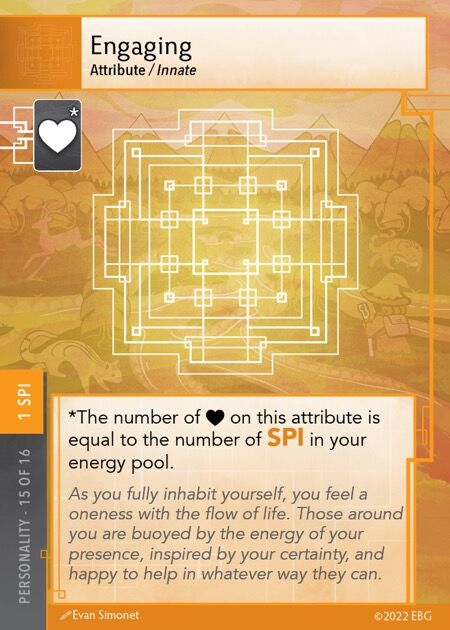 Engaging
Attribute / Innate
*
*The number of ♥ on this attribute is
equal to the number of SPI in your
energy pool.
As you fully inhabit yourself, you feel a
oneness with the flow of life. Those around
you are buoyed by the energy of your
presence, inspired by your certainty, and
happy to help in whatever way they can.
1 SPI
PERSONALITY - 15 OF 16
Evan Simonet
©2022 EBG